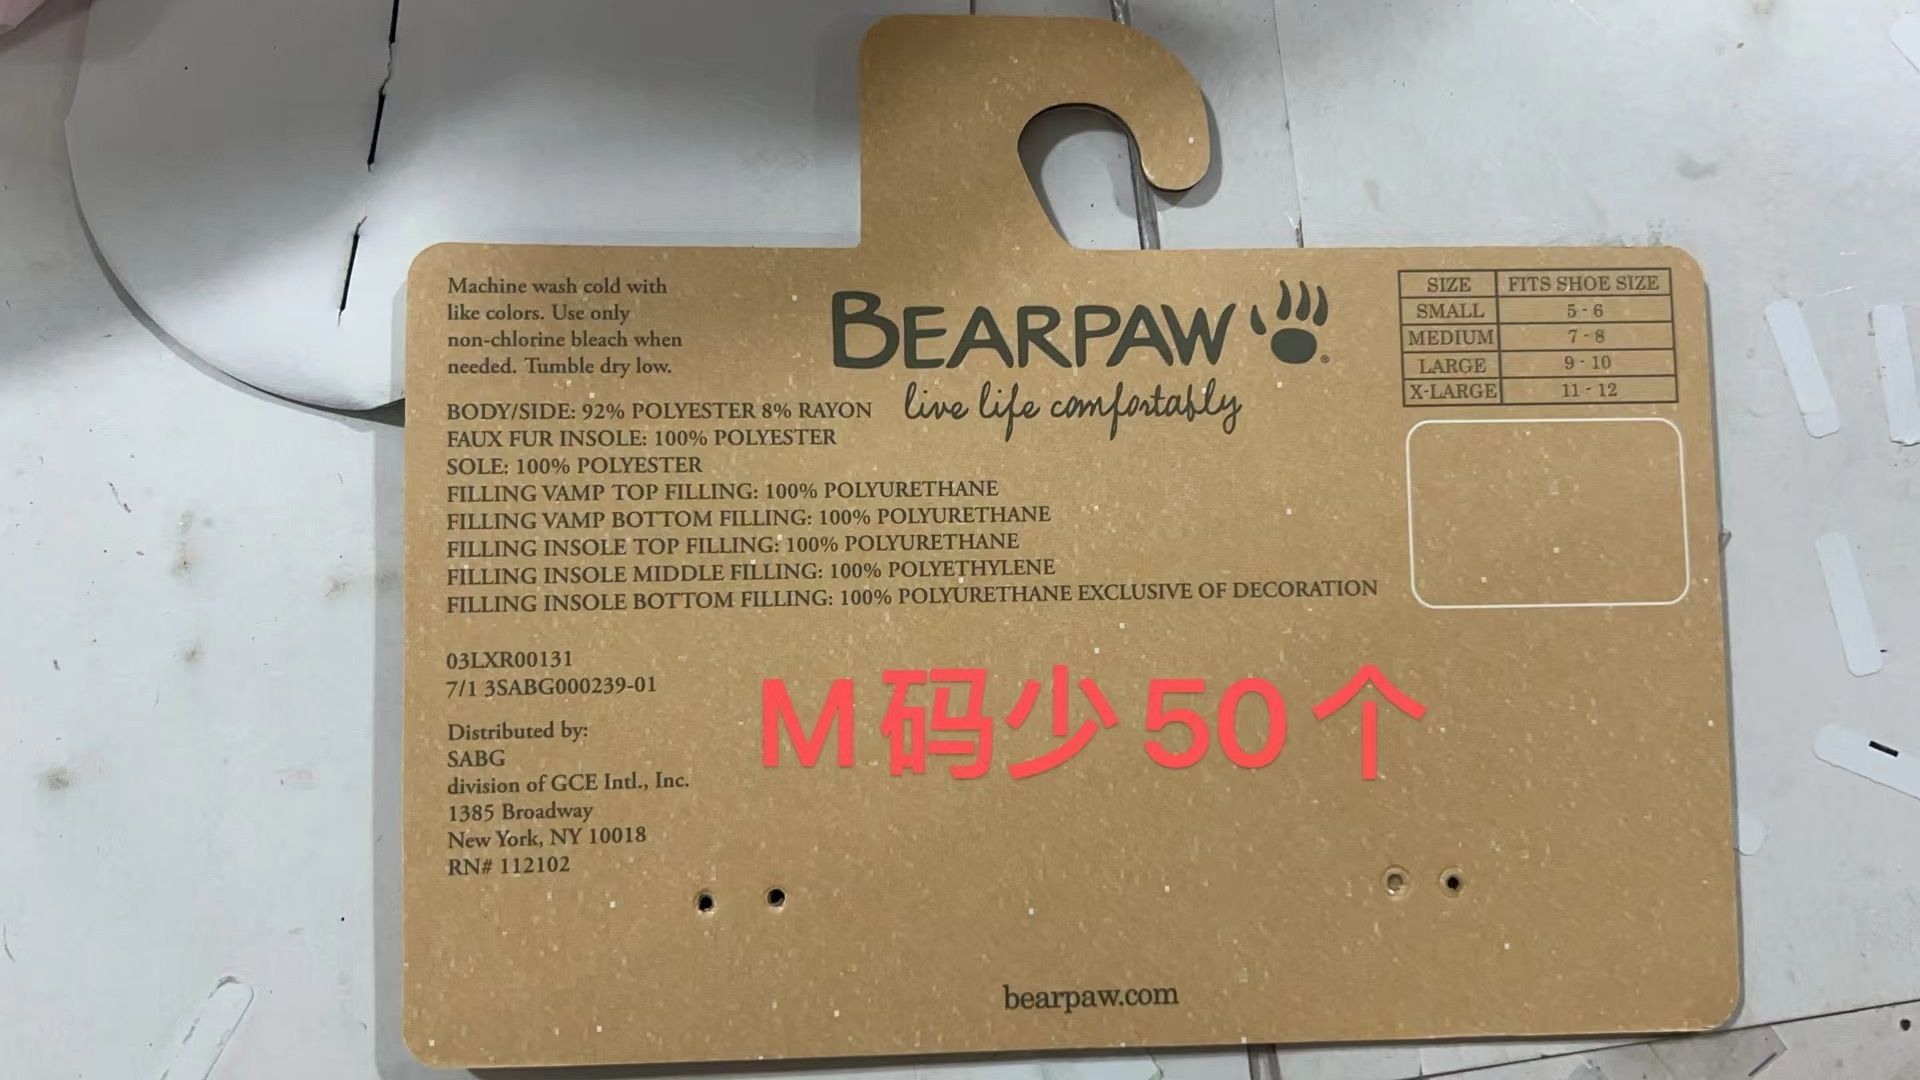 Machine wash cold with
like colors. Use only
non-chlorine bleach when
needed. Tumble dry low.
BEARPAW
live life comfortably
SIZE FITS SHOE SIZE
SMALL 5 - 6
MEDIUM 7 - 8
LARGE 9 - 10
X-LARGE 11 - 12
BODY/SIDE: 92% POLYESTER 8% RAYON
FAUX FUR INSOLE: 100% POLYESTER
SOLE: 100% POLYESTER
FILLING VAMP TOP FILLING: 100% POLYURETHANE
FILLING VAMP BOTTOM FILLING: 100% POLYURETHANE
FILLING INSOLE TOP FILLING: 100% POLYURETHANE
FILLING INSOLE MIDDLE FILLING: 100% POLYETHYLENE
FILLING INSOLE BOTTOM FILLING: 100% POLYURETHANE EXCLUSIVE OF DECORATION
03LXR00131
7/1 3SABG000239-01
M码少50个
Distributed by:
SABG
division of GCE Intl., Inc.
1385 Broadway
New York, NY 10018
RN# 112102
bearpaw.com